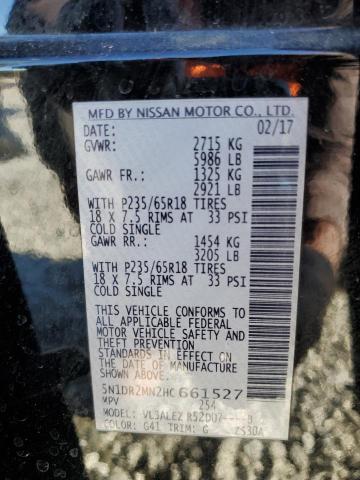 MFD BY NISSAN MOTOR CO., LTD.
DATE: 02/17
GVWR: 2715 KG
5986 LB
GAWR FR.: 1325 KG
2921 LB
WITH P235/65R18 TIRES
18 X 7.5 RIMS AT 33 PSI
COLD SINGLE
GAWR RR.: 1454 KG
3205 LB
WITH P235/65R18 TIRES
18 X 7.5 RIMS AT 33 PSI
COLD SINGLE
THIS VEHICLE CONFORMS TO
ALL APPLICABLE FEDERAL
MOTOR VEHICLE SAFETY AND
THEFT PREVENTION
STANDARDS IN EFFECT ON
THE DATE OF MANUFACTURE
SHOWN ABOVE.
5N1DR2MN2HC661527
MPV 254
COLOR: G41 TRIM: G ZS30A